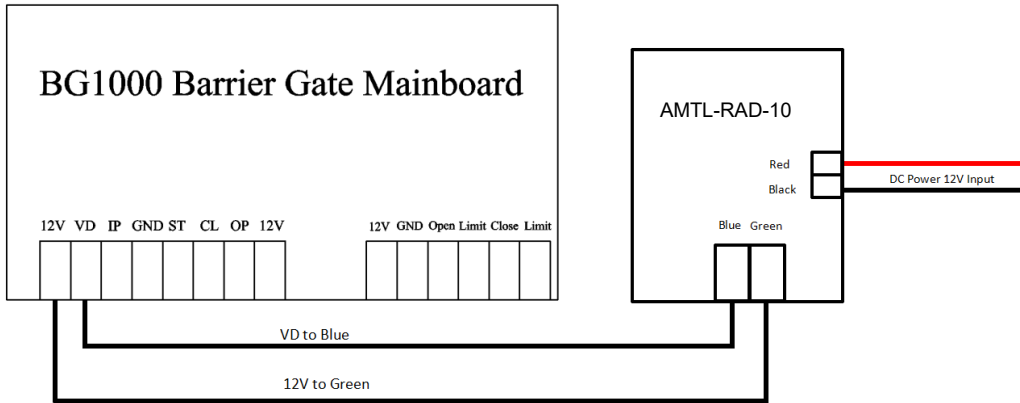 BG1000 Barrier Gate Mainboard
12V VD IP GND ST CL OP 12V
12V GND Open Limit Close Limit
AMTL-RAD-10
Red
Black
DC Power 12V Input
Blue Green
VD to Blue
12V to Green